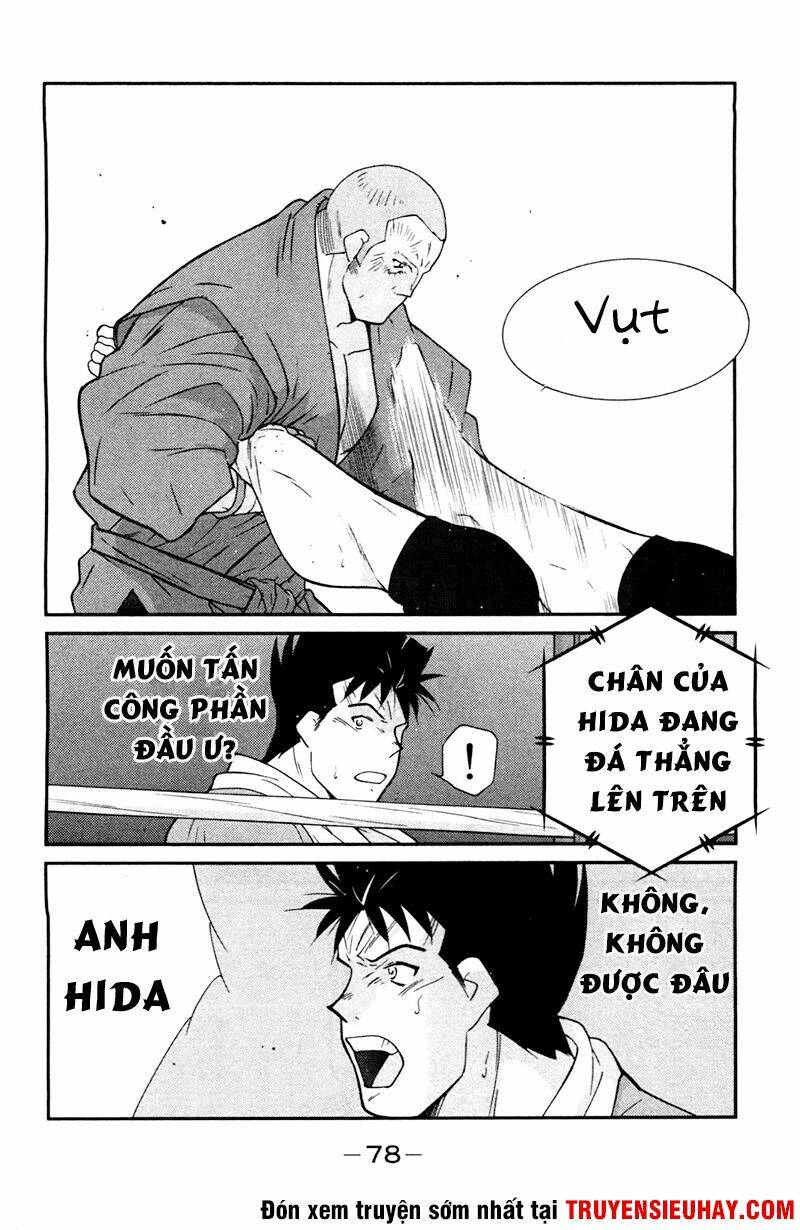 Vụt
CHÂN CỦA
HIDA ĐANG
ĐÁ THẲNG
LÊN TRÊN
!
MUỐN TẤN
CÔNG PHẦN
ĐẦU Ư?
KHÔNG,
KHÔNG
ĐƯỢC ĐÂU
ANH
HIDA
-78-
Đón xem truyện sớm nhất tại TRUYENSIEUHAY.COM